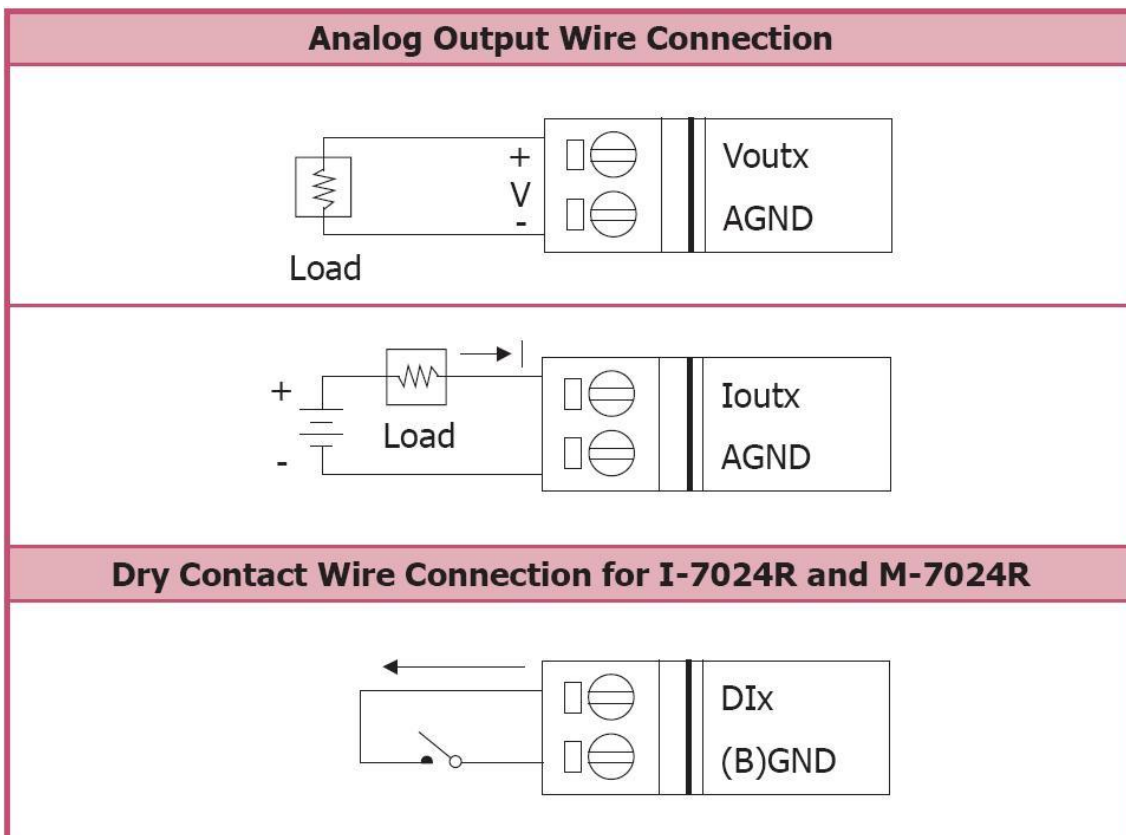 Analog Output Wire Connection
+
V
-
Load
Voutx
AGND
+
-
Load
Ioutx
AGND
Dry Contact Wire Connection for I-7024R and M-7024R
DIx
(B)GND